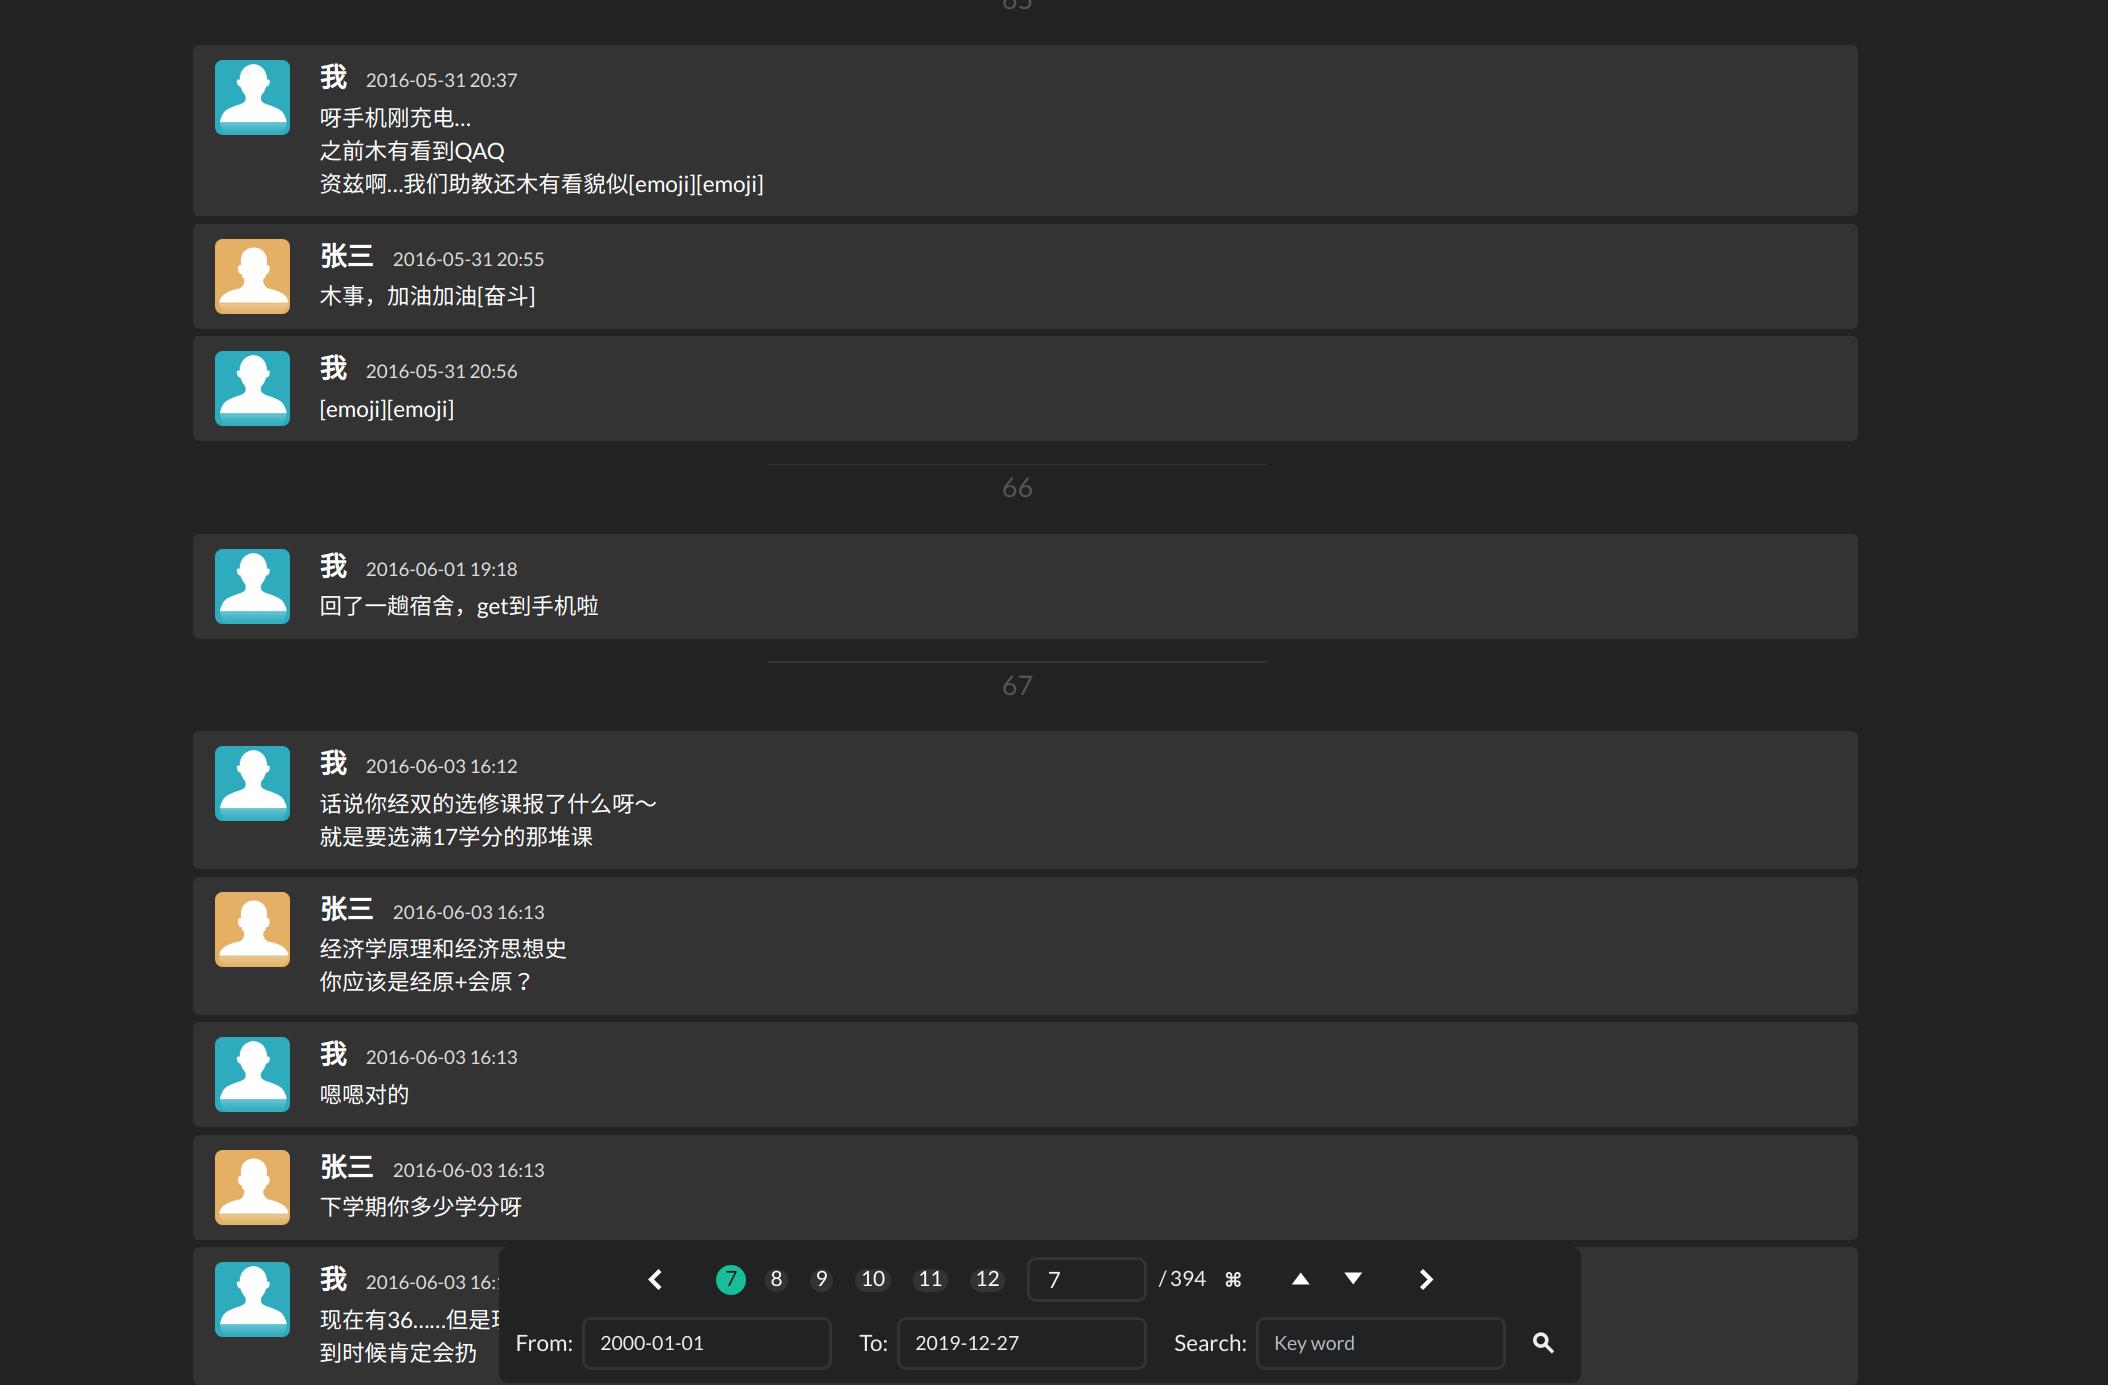 65
我 2016-05-31 20:37
呀手机刚充电...
之前木有看到QAQ
资兹啊...我们助教还木有看貌似[emoji][emoji]
张三 2016-05-31 20:55
木事，加油加油[奋斗]
我 2016-05-31 20:56
[emoji][emoji]
66
我 2016-06-01 19:18
回了一趟宿舍，get到手机啦
67
我 2016-06-03 16:12
话说你经双的选修课报了什么呀～
就是要选满17学分的那堆课
张三 2016-06-03 16:13
经济学原理和经济思想史
你应该是经原+会原？
我 2016-06-03 16:13
嗯嗯对的
张三 2016-06-03 16:13
下学期你多少学分呀
我 2016-06-03 16:
现在有36……但是
到时候肯定会扔
7 8 9 10 11 12 7 / 394 ⌘
From: 2000-01-01 To: 2019-12-27 Search: Key word